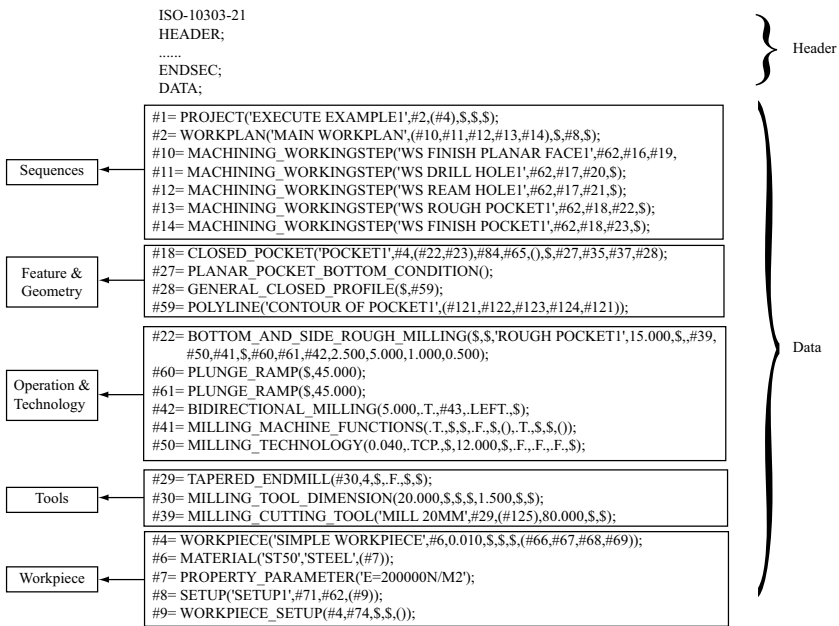 ISO-10303-21
HEADER;
......
ENDSEC;
DATA;
Header
#1= PROJECT('EXECUTE EXAMPLE1',#2,(#4),$,$,$);
#2= WORKPLAN('MAIN WORKPLAN',(#10,#11,#12,#13,#14),$,#8,$);
#10= MACHINING_WORKINGSTEP('WS FINISH PLANAR FACE1',#62,#16,#19,
#11= MACHINING_WORKINGSTEP('WS DRILL HOLE1',#62,#17,#20,$);
#12= MACHINING_WORKINGSTEP('WS REAM HOLE1',#62,#17,#21,$);
#13= MACHINING_WORKINGSTEP('WS ROUGH POCKET1',#62,#18,#22,$);
#14= MACHINING_WORKINGSTEP('WS FINISH POCKET1',#62,#18,#23,$);
Sequences
#18= CLOSED_POCKET('POCKET1',#4,(#22,#23),#84,#65,(),$,#27,#35,#37,#28);
#27= PLANAR_POCKET_BOTTOM_CONDITION();
#28= GENERAL_CLOSED_PROFILE($,#59);
#59= POLYLINE('CONTOUR OF POCKET1',(#121,#122,#123,#124,#121));
Feature &
Geometry
#22= BOTTOM_AND_SIDE_ROUGH_MILLING($,$,'ROUGH POCKET1',15.000,$,,#39,
#50,#41,$,#60,#61,#42,2.500,5.000,1.000,0.500);
#60= PLUNGE_RAMP($,45.000);
#61= PLUNGE_RAMP($,45.000);
#42= BIDIRECTIONAL_MILLING(5.000,.T.,#43,.LEFT.,$);
#41= MILLING_MACHINE_FUNCTIONS(.T.,$,$,.F.,$,(),.T.,$,$,());
#50= MILLING_TECHNOLOGY(0.040,.TCP.,$,12.000,$,.F.,.F.,.F.,$);
Operation &
Technology
Data
#29= TAPERED_ENDMILL(#30,4,$,.F.,$,$);
#30= MILLING_TOOL_DIMENSION(20.000,$,$,$,1.500,$,$);
#39= MILLING_CUTTING_TOOL('MILL 20MM',#29,(#125),80.000,$,$);
Tools
#4= WORKPIECE('SIMPLE WORKPIECE',#6,0.010,$,$,$,(#66,#67,#68,#69));
#6= MATERIAL('ST50','STEEL',(#7));
#7= PROPERTY_PARAMETER('E=200000N/M2');
#8= SETUP('SETUP1',#71,#62,(#9));
#9= WORKPIECE_SETUP(#4,#74,$,$,());
Workpiece